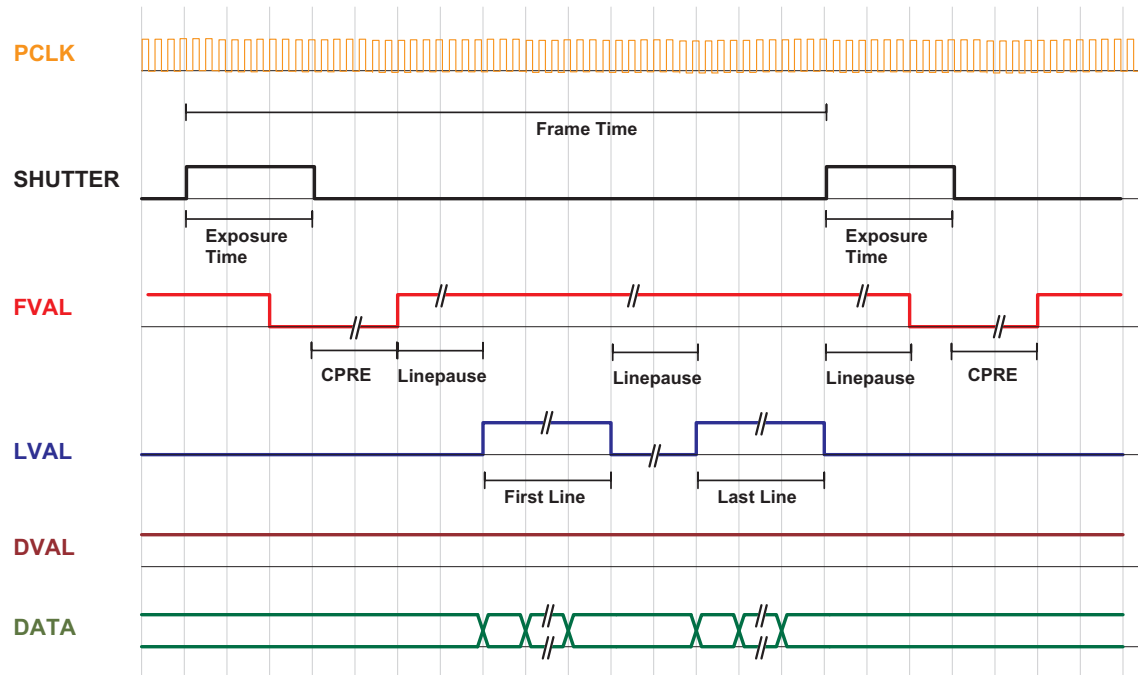 PCLK
Frame Time
SHUTTER
Exposure
Time
Exposure
Time
FVAL
CPRE
Linepause
Linepause
Linepause
CPRE
LVAL
First Line
Last Line
DVAL
DATA